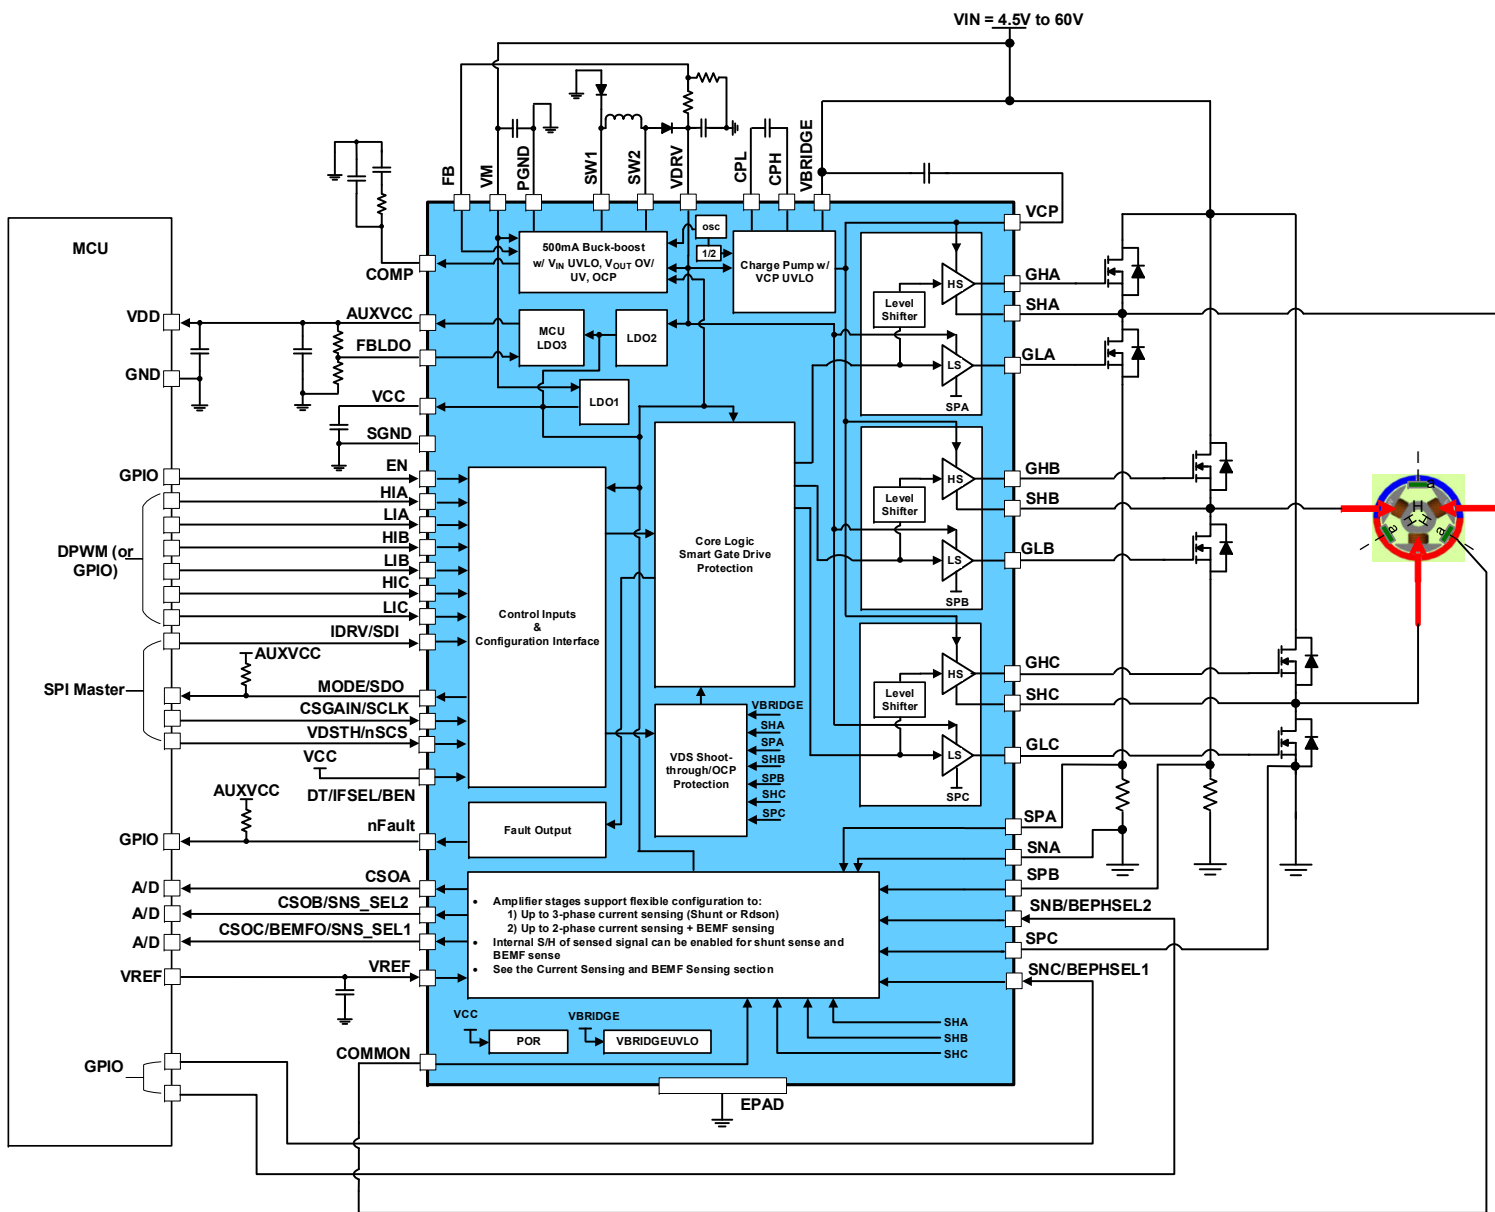 VIN = 4.5V to 60V
FB
VM
PGND
SW1
SW2
VDRV
CPL
CPH
VBRIDGE
VCP
MCU
COMP
500mA Buck-boost
w/ VIN UVLO, VOUT OV/
UV, OCP
osc
1/2
Charge Pump w/
VCP UVLO
HS
Level
Shifter
LS
SPA
GHA
SHA
GLA
VDD
AUXVCC
MCU
LDO3
LDO2
FBLDO
GND
LDO1
VCC
SGND
GPIO
EN
HIA
LIA
HIB
LIB
HIC
LIC
DPWM (or
GPIO)
IDRV/SDI
AUXVCC
SPI Master
MODE/SDO
CSGAIN/SCLK
VDSTH/nSCS
VCC
DT/IFSEL/BEN
Control Inputs
&
Configuration Interface
Core Logic
Smart Gate Drive
Protection
HS
Level
Shifter
LS
SPB
GHB
SHB
GLB
a
a
a
HS
Level
Shifter
LS
SPC
GHC
SHC
GLC
VDS Shoot-
through/OCP
Protection
VBRIDGE
SHA
SPA
SHB
SPB
SHC
SPC
AUXVCC
GPIO
nFault
Fault Output
SPA
SNA
SPB
SNB/BEPHSEL2
SPC
SNC/BEPHSEL1
A/D
CSOA
A/D
CSOB/SNS_SEL2
A/D
CSOC/BEMFO/SNS_SEL1
VREF
VREF
• Amplifier stages support flexible configuration to:
1) Up to 3-phase current sensing (Shunt or Rdson)
2) Up to 2-phase current sensing + BEMF sensing
• Internal S/H of sensed signal can be enabled for shunt sense and
BEMF sense
• See the Current Sensing and BEMF Sensing section
VCC
POR
VBRIDGE
VBRIDGEUVLO
SHA
SHB
SHC
COMMON
GPIO
EPAD